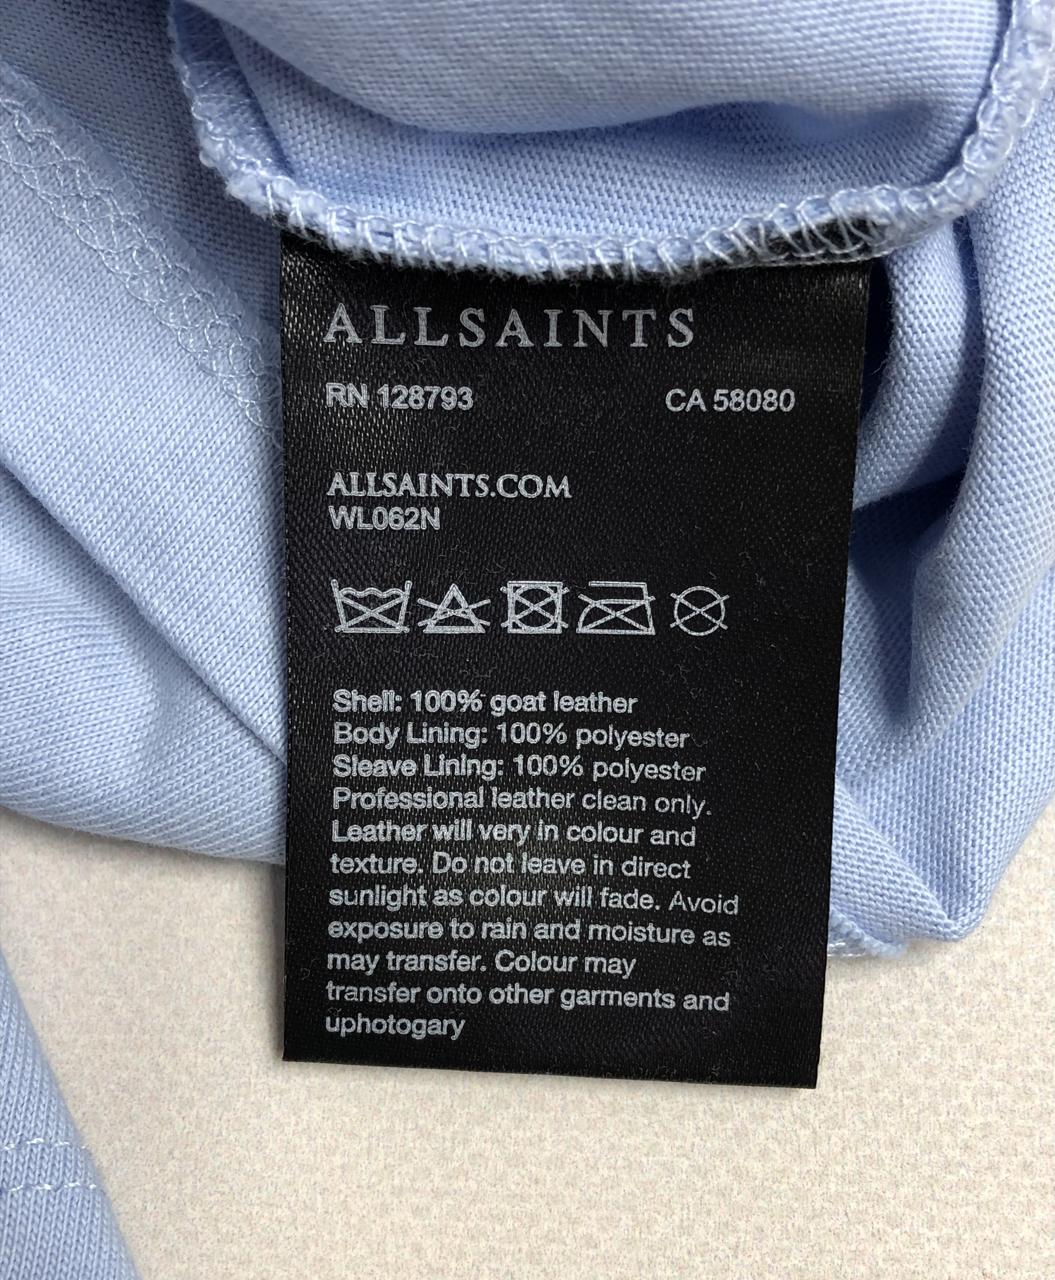 ALLSAINTS
RN 128793 CA 58080
ALLSAINTS.COM
WL062N
Shell: 100% goat leather
Body Lining: 100% polyester
Sleave Lining: 100% polyester
Professional leather clean only.
Leather will very in colour and
texture. Do not leave in direct
sunlight as colour will fade. Avoid
exposure to rain and moisture as
may transfer. Colour may
transfer onto other garments and
uphotogary